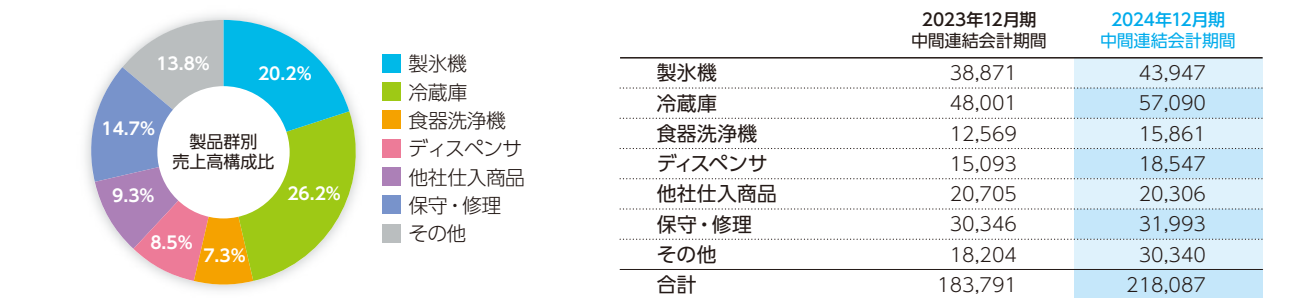 13.8%
20.2%
14.7%
製品群別
売上高構成比
9.3%
26.2%
8.5%
7.3%
製氷機
冷蔵庫
食器洗浄機
ディスペンサ
他社仕入商品
保守・修理
その他
2023年12月期 2024年12月期
中間連結会計期間 中間連結会計期間
製氷機 38,871 43,947
冷蔵庫 48,001 57,090
食器洗浄機 12,569 15,861
ディスペンサ 15,093 18,547
他社仕入商品 20,705 20,306
保守・修理 30,346 31,993
その他 18,204 30,340
合計 183,791 218,087